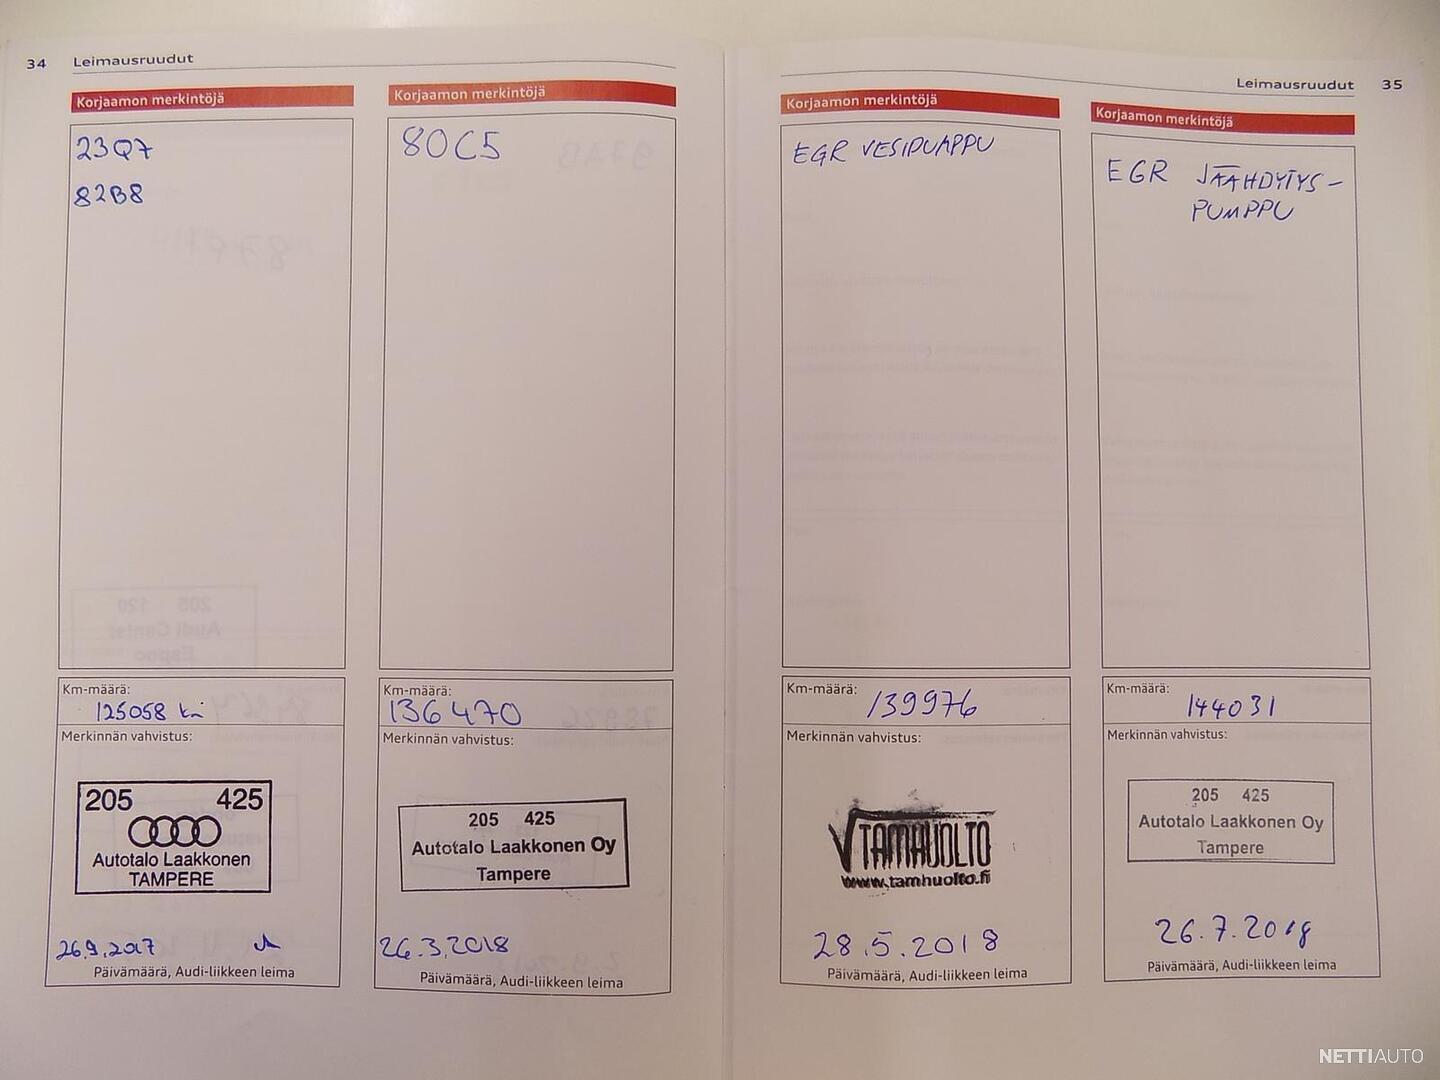 34 Leimausruudut
Korjaamon merkintöjä
23Q7
82B8
Km-määrä:
125058 km
Merkinnän vahvistus:
205 425
Autotalo Laakkonen
TAMPERE
26.9.2017
Päivämäärä, Audi-liikkeen leima
Korjaamon merkintöjä
80C5
Km-määrä:
136470
Merkinnän vahvistus:
205 425
Autotalo Laakkonen Oy
Tampere
26.3.2018
Päivämäärä, Audi-liikkeen leima
Leimausruudut 35
Korjaamon merkintöjä
EGR VESIPUMPPU
Km-määrä:
139976
Merkinnän vahvistus:
TAMHUOLTO
www.tamhuolto.fi
28.5.2018
Päivämäärä, Audi-liikkeen leima
Korjaamon merkintöjä
EGR JÄÄHDYTYS-
PUMPPU
Km-määrä:
144031
Merkinnän vahvistus:
205 425
Autotalo Laakkonen Oy
Tampere
26.7.2018
Päivämäärä, Audi-liikkeen leima
NETTIAUTO